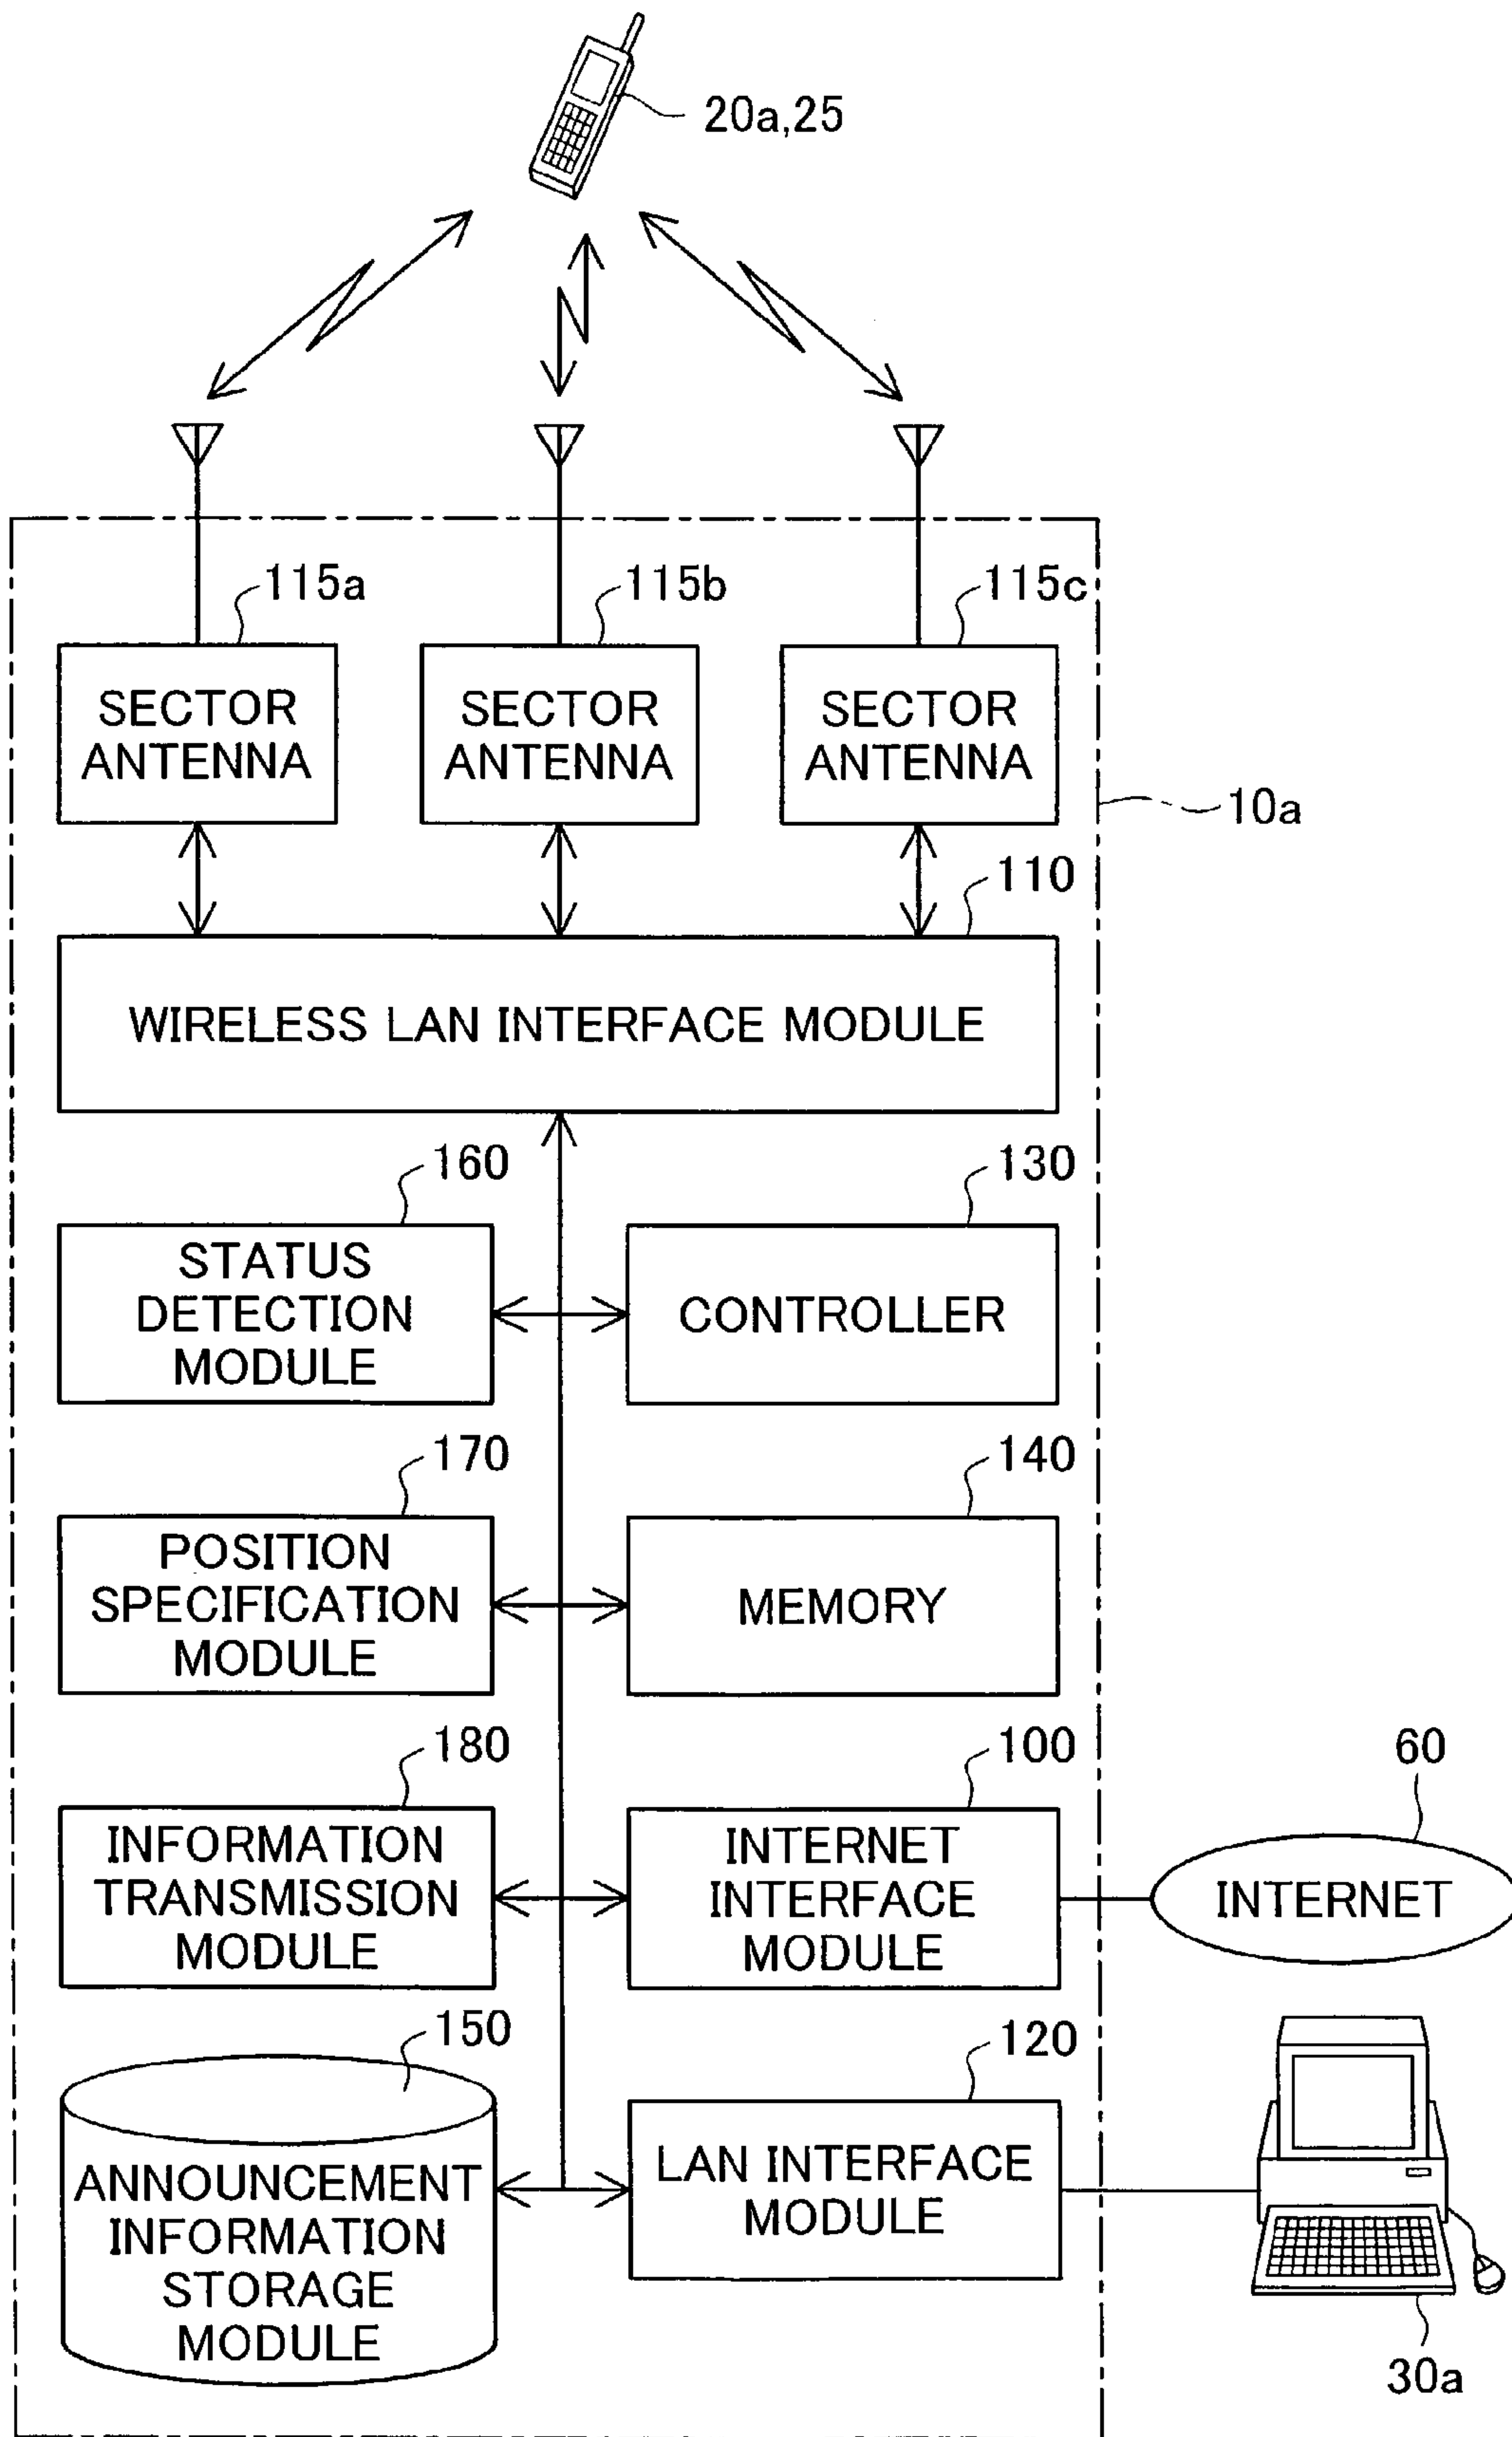 20a,25
115a
115b
115c
SECTOR
ANTENNA
SECTOR
ANTENNA
SECTOR
ANTENNA
10a
110
WIRELESS LAN INTERFACE MODULE
160
130
STATUS
DETECTION
MODULE
CONTROLLER
170
140
POSITION
SPECIFICATION
MODULE
MEMORY
180
100
60
INFORMATION
TRANSMISSION
MODULE
INTERNET
INTERFACE
MODULE
INTERNET
150
120
ANNOUNCEMENT
INFORMATION
STORAGE
MODULE
LAN INTERFACE
MODULE
30a